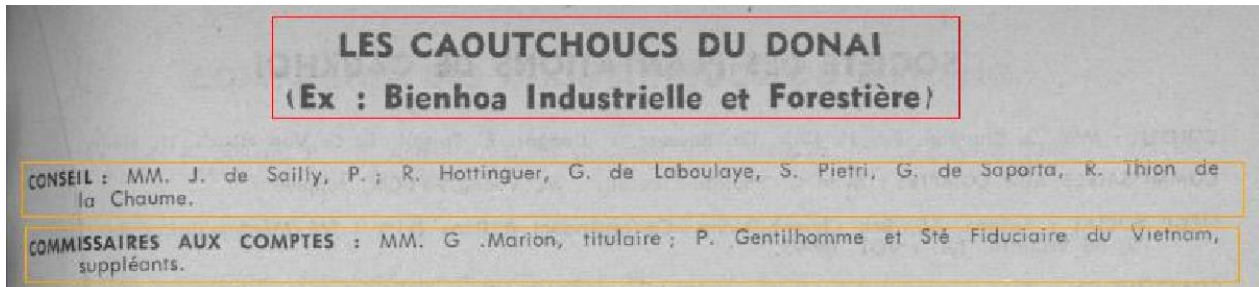 LES CAOUTCHOUCS DU DONAI
(Ex : Bienhoa Industrielle et Forestière)
CONSEIL : MM. J. de Sailly, P. ; R. Hottinguer, G. de Laboulaye, S. Pietri, G. de Saporta, R. Thion de
la Chaume.
COMMISSAIRES AUX COMPTES : MM. G .Marion, titulaire ; P. Gentilhomme et Sté Fiduciaire du Vietnam,
suppléants.